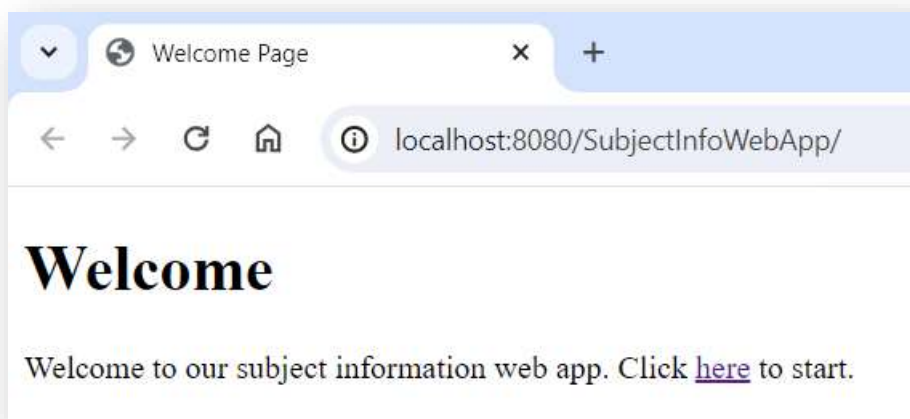 Welcome Page
localhost:8080/SubjectInfoWebApp/
Welcome
Welcome to our subject information web app. Click here to start.